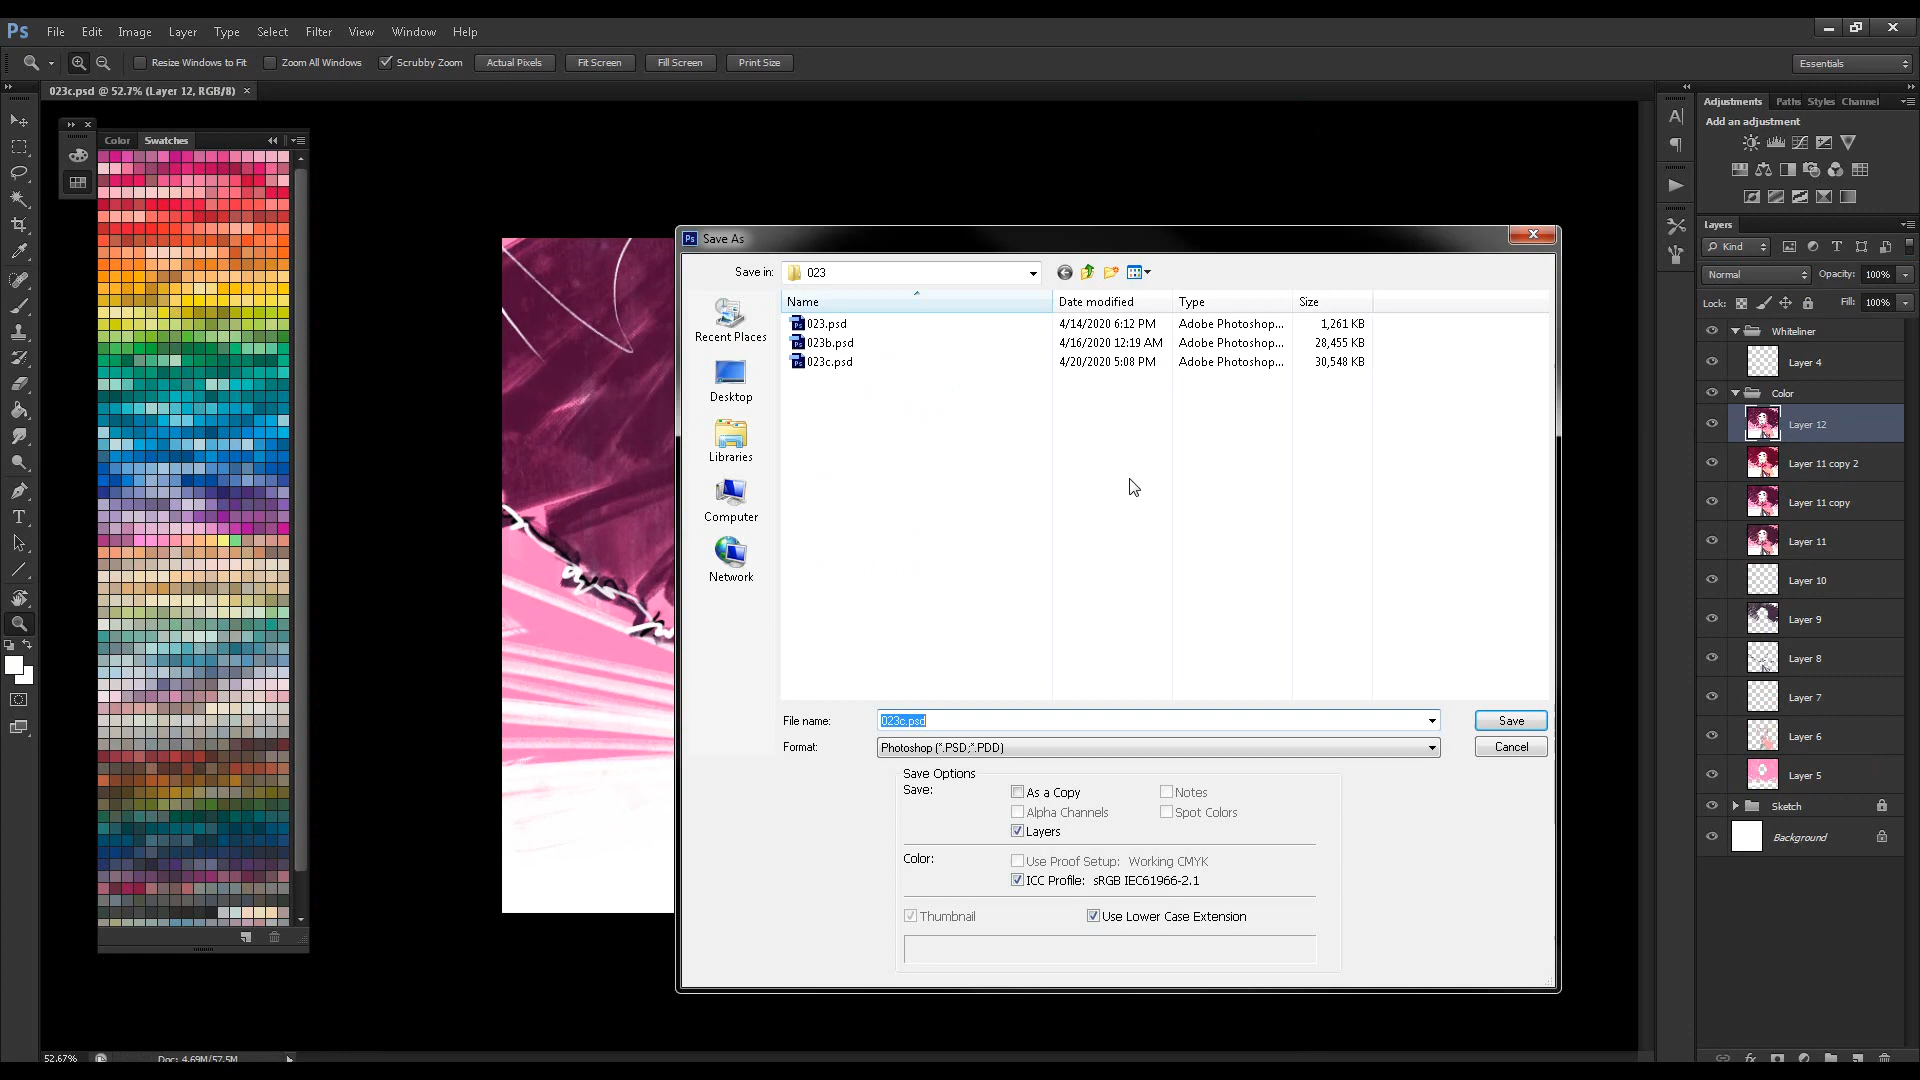 Ps File Edit Image Layer Type Select Filter View Window Help
Resize Windows to Fit Zoom All Windows Scrubby Zoom Actual Pixels Fit Screen Fill Screen Print Size Essentials
023c.psd @ 52.7% (Layer 12, RGB/8) ×
Color Swatches
Ps Save As
Save in: 023
Name Date modified Type Size
023.psd 4/14/2020 6:12 PM Adobe Photoshop... 1,261 KB
023b.psd 4/16/2020 12:19 AM Adobe Photoshop... 28,455 KB
023c.psd 4/20/2020 5:08 PM Adobe Photoshop... 30,548 KB
Recent Places
Desktop
Libraries
Computer
Network
File name: 023c.psd Save
Format: Photoshop (*.PSD;*.PDD) Cancel
Save Options
Save: As a Copy Notes
Alpha Channels Spot Colors
Layers
Color: Use Proof Setup: Working CMYK
ICC Profile: sRGB IEC61966-2.1
Thumbnail Use Lower Case Extension
Adjustments Paths Styles Channel
Add an adjustment
Layers
Kind
Normal Opacity: 100%
Lock: Fill: 100%
Whiteliner
Layer 4
Color
Layer 12
Layer 11 copy 2
Layer 11 copy
Layer 11
Layer 10
Layer 9
Layer 8
Layer 7
Layer 6
Layer 5
Sketch
Background
52.67% Doc: 4.69M/57.5M